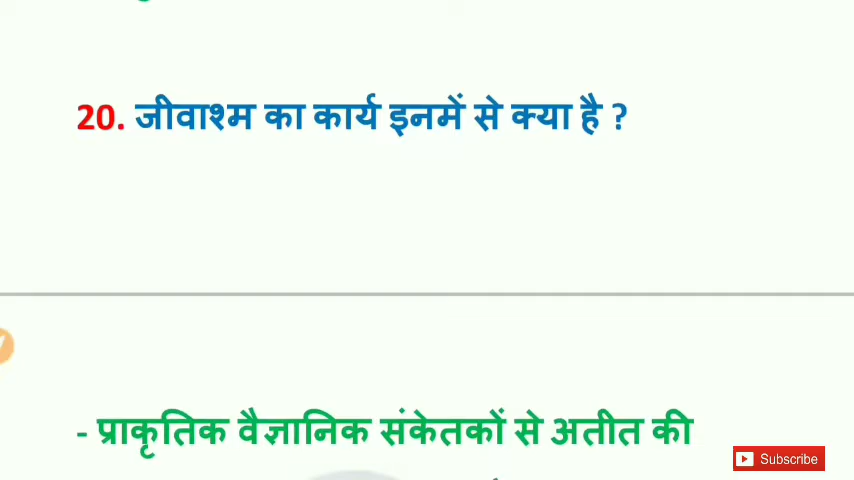 20. जीवाश्म का कार्य इनमें से क्या है ?
- प्राकृतिक वैज्ञानिक संकेतकों से अतीत की
Subscribe